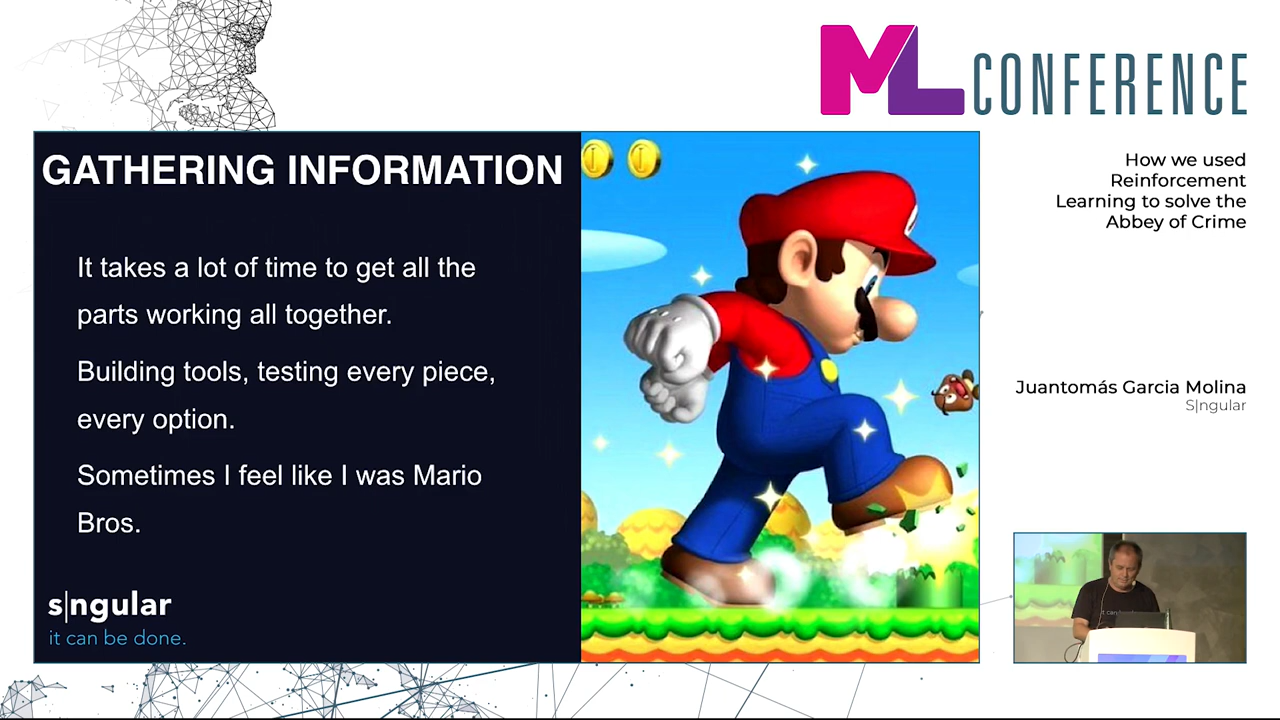 ML CONFERENCE
GATHERING INFORMATION
It takes a lot of time to get all the
parts working all together.
Building tools, testing every piece,
every option.
Sometimes I feel like I was Mario
Bros.
s|ngular
it can be done.
How we used
Reinforcement
Learning to solve the
Abbey of Crime
Juantomás Garcia Molina
S|ngular